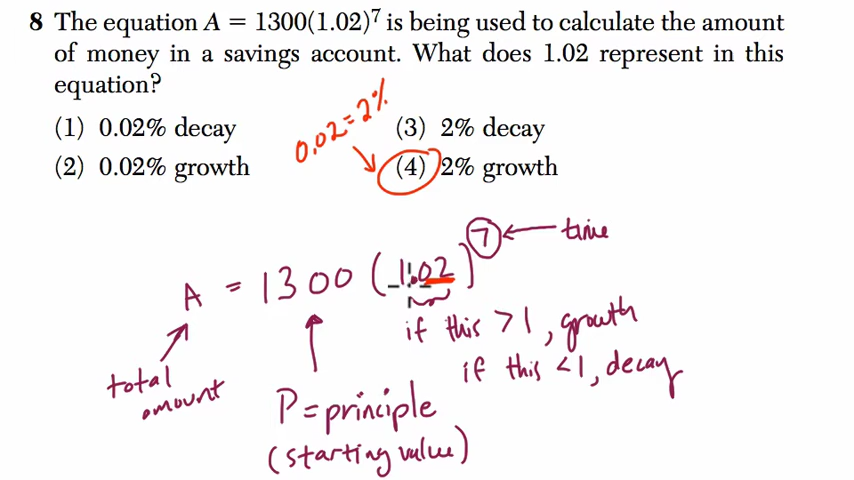 8 The equation A = 1300(1.02)⁷ is being used to calculate the amount
of money in a savings account. What does 1.02 represent in this
equation?
0.02=2%
(1) 0.02% decay (3) 2% decay
(2) 0.02% growth (4) 2% growth
A = 1300 (1.02)⁷ ← time
if this >1, growth
if this <1, decay
total
amount
P=principle
(starting value)